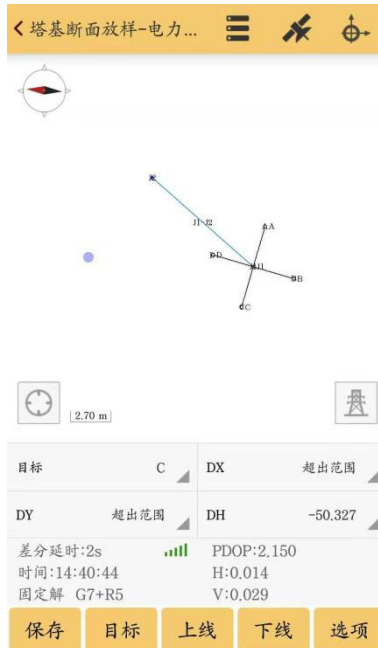 塔基断面放样-电力...
J2
J1-J2
A
D
J1
B
C
2.70 m
目标 C DX 超出范围
DY 超出范围 DH -50.327
差分延时:2s PDOP:2.150
时间:14:40:44 H:0.014
固定解 G7+R5 V:0.029
保存 目标 上线 下线 选项